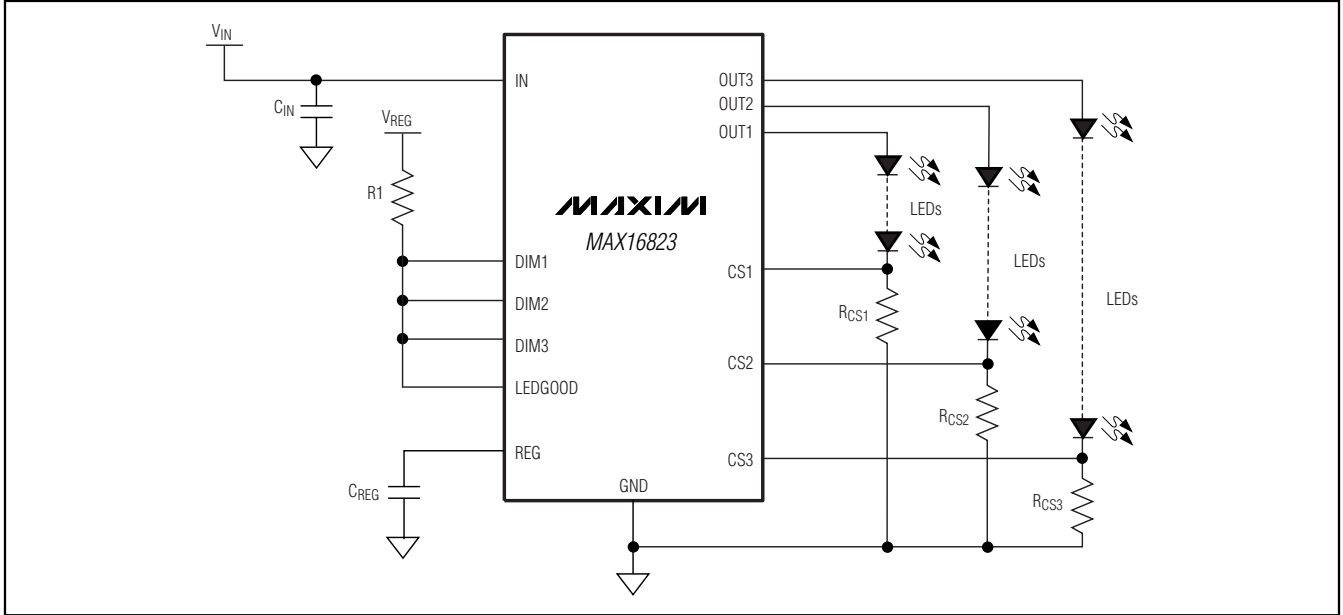 VIN
IN
CIN
VREG
R1
MAXIM
MAX16823
OUT3
OUT2
OUT1
LEDs
LEDs
LEDs
DIM1
DIM2
DIM3
LEDGOOD
REG
CREG
GND
CS1
RCS1
CS2
RCS2
CS3
RCS3